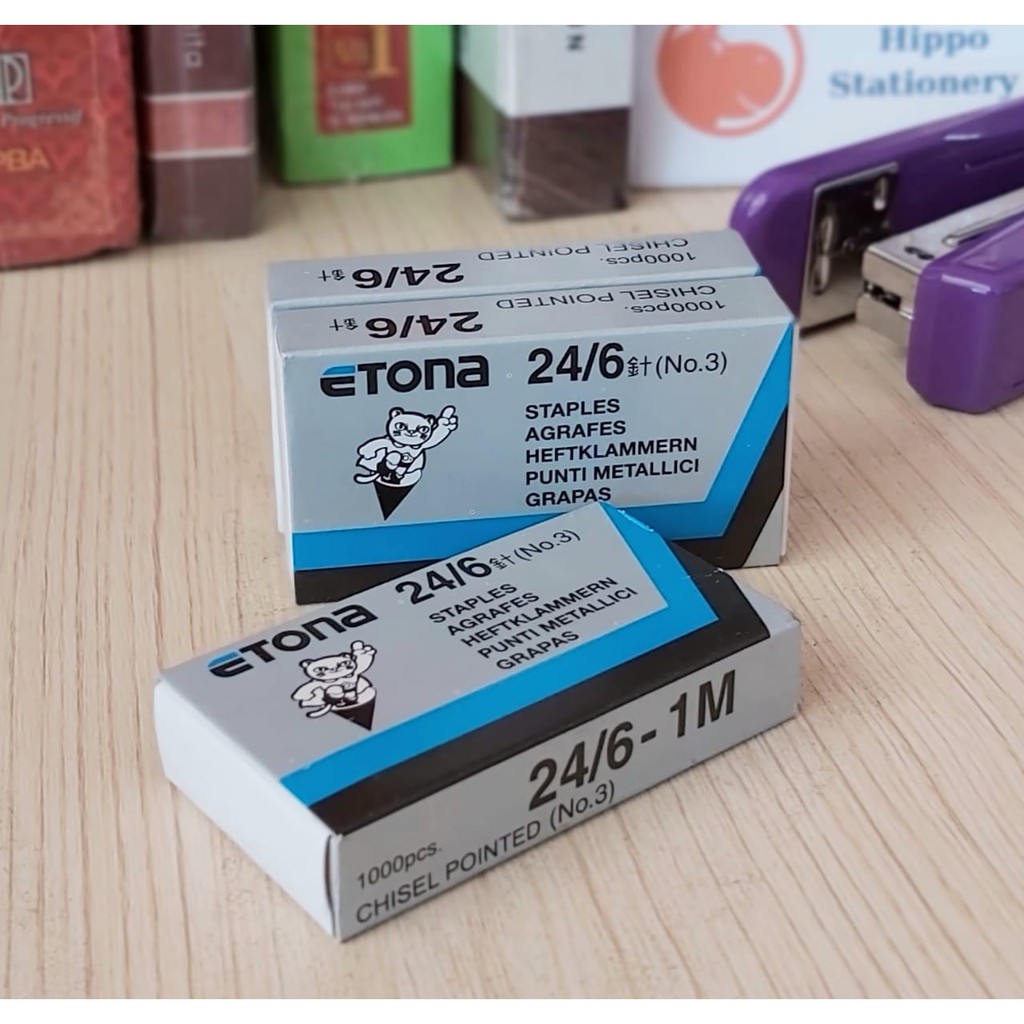 Hippo
Stationery
Progressif
PBA
1000pcs.
CHISEL POINTED
24/6 針
1000pcs.
CHISEL POINTED
24/6 針
ETONA
24/6 針 (No.3)
STAPLES
AGRAFES
HEFTKLAMMERN
PUNTI METALLICI
GRAPAS
ETONA
24/6 針 (No.3)
STAPLES
AGRAFES
HEFTKLAMMERN
PUNTI METALLICI
GRAPAS
24/6-1M
1000pcs.
CHISEL POINTED (No.3)